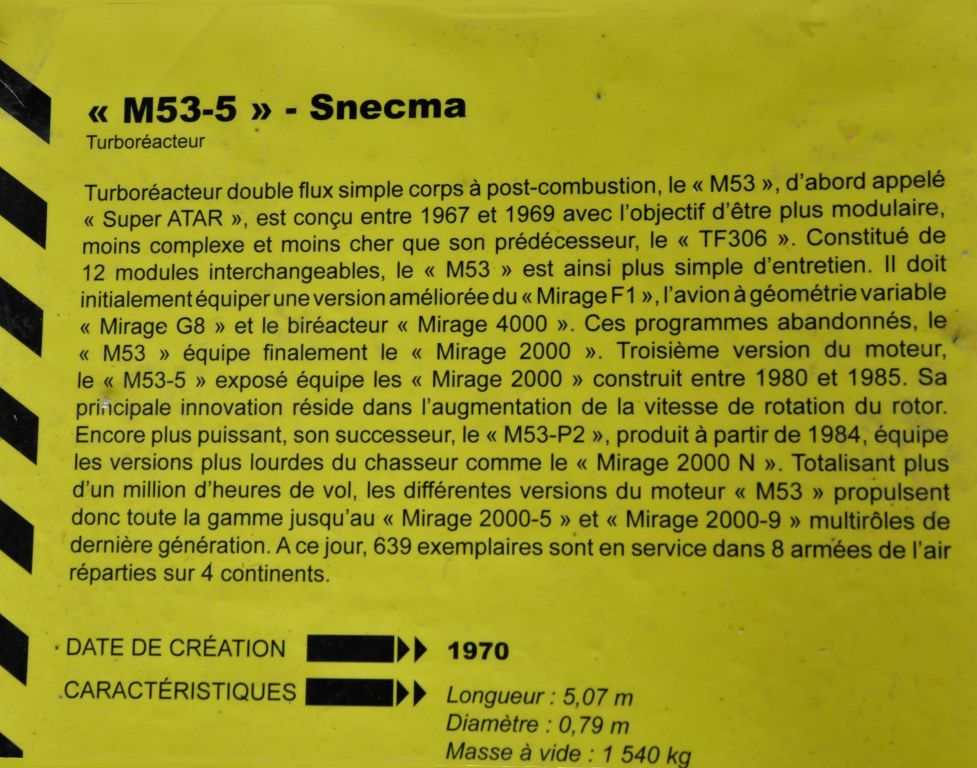 « M53-5 » - Snecma
Turboréacteur
Turboréacteur double flux simple corps à post-combustion, le « M53 », d'abord appelé
« Super ATAR », est conçu entre 1967 et 1969 avec l'objectif d'être plus modulaire,
moins complexe et moins cher que son prédécesseur, le « TF306 ». Constitué de
12 modules interchangeables, le « M53 » est ainsi plus simple d'entretien. Il doit
initialement équiper une version améliorée du « Mirage F1 », l'avion à géométrie variable
« Mirage G8 » et le biréacteur « Mirage 4000 ». Ces programmes abandonnés, le
« M53 » équipe finalement le « Mirage 2000 ». Troisième version du moteur,
le « M53-5 » exposé équipe les « Mirage 2000 » construit entre 1980 et 1985. Sa
principale innovation réside dans l'augmentation de la vitesse de rotation du rotor.
Encore plus puissant, son successeur, le « M53-P2 », produit à partir de 1984, équipe
les versions plus lourdes du chasseur comme le « Mirage 2000 N ». Totalisant plus
d'un million d'heures de vol, les différentes versions du moteur « M53 » propulsent
donc toute la gamme jusqu'au « Mirage 2000-5 » et « Mirage 2000-9 » multirôles de
dernière génération. A ce jour, 639 exemplaires sont en service dans 8 armées de l'air
réparties sur 4 continents.
DATE DE CRÉATION 1970
CARACTÉRISTIQUES Longueur : 5,07 m
Diamètre : 0,79 m
Masse à vide : 1 540 kg